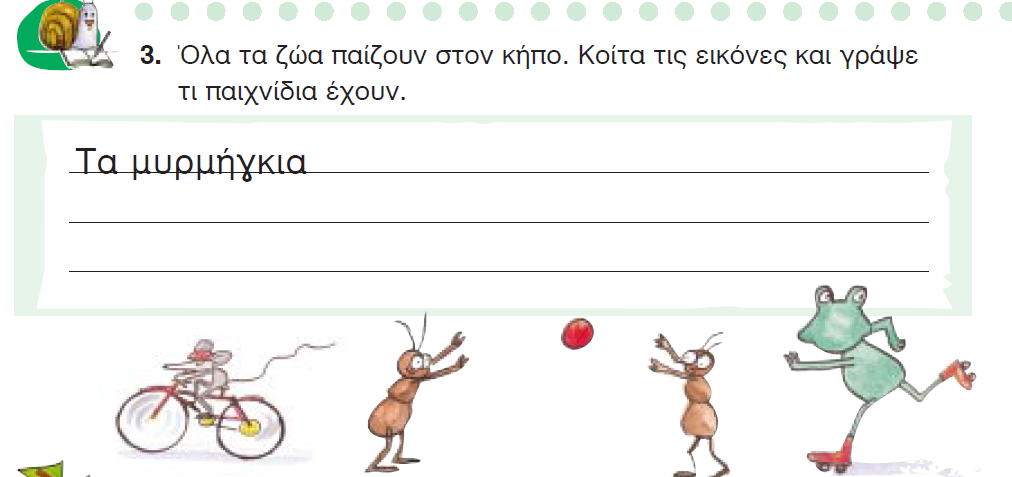 3. Όλα τα ζώα παίζουν στον κήπο. Κοίτα τις εικόνες και γράψε
τι παιχνίδια έχουν.
Τα μυρμήγκια